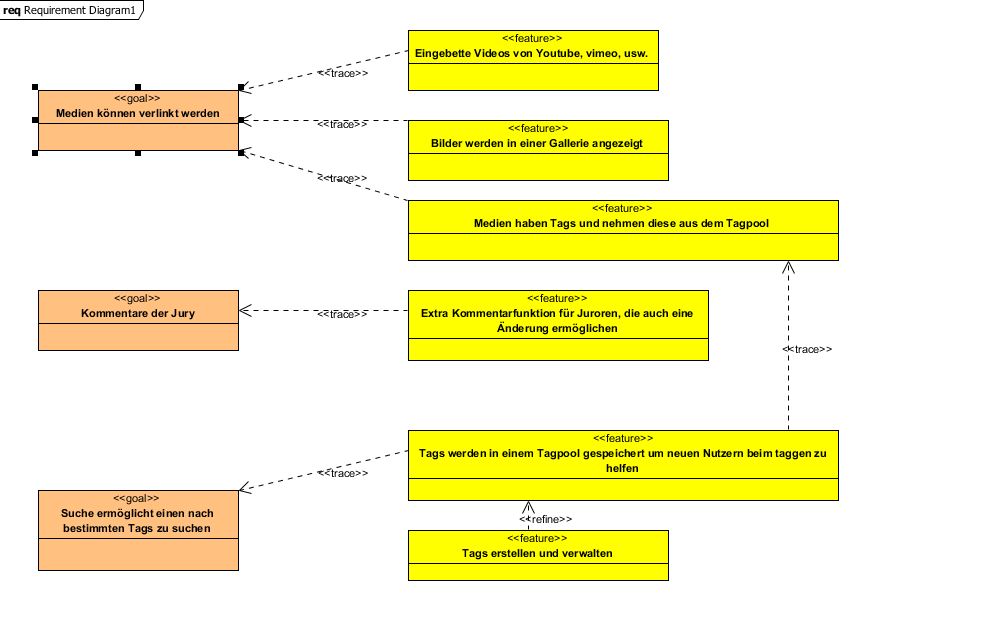 req Requirement Diagram1
<<feature>>
Eingebette Videos von Youtube, vimeo, usw.
<<trace>>
<<goal>>
Medien können verlinkt werden
<<trace>>
<<feature>>
Bilder werden in einer Gallerie angezeigt
<<trace>>
<<feature>>
Medien haben Tags und nehmen diese aus dem Tagpool
<<goal>>
Kommentare der Jury
<<trace>>
<<feature>>
Extra Kommentarfunktion für Juroren, die auch eine
Änderung ermöglichen
<<trace>>
<<feature>>
Tags werden in einem Tagpool gespeichert um neuen Nutzern beim taggen zu
helfen
<<trace>>
<<goal>>
Suche ermöglicht einen nach
bestimmten Tags zu suchen
<<refine>>
<<feature>>
Tags erstellen und verwalten